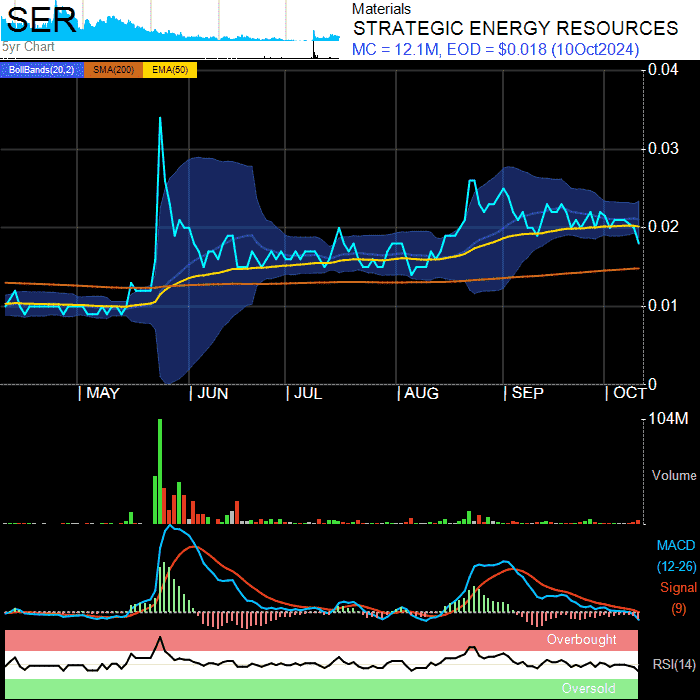 SER
5yr Chart
Materials
STRATEGIC ENERGY RESOURCES
MC = 12.1M, EOD = $0.018 (10Oct2024)
BollBands(20,2) SMA(200) EMA(50)
0.04
0.03
0.02
0.01
0
| MAY | JUN | JUL | AUG | SEP | OCT
104M
Volume
MACD
(12-26)
Signal
(9)
Overbought
RSI(14)
Oversold